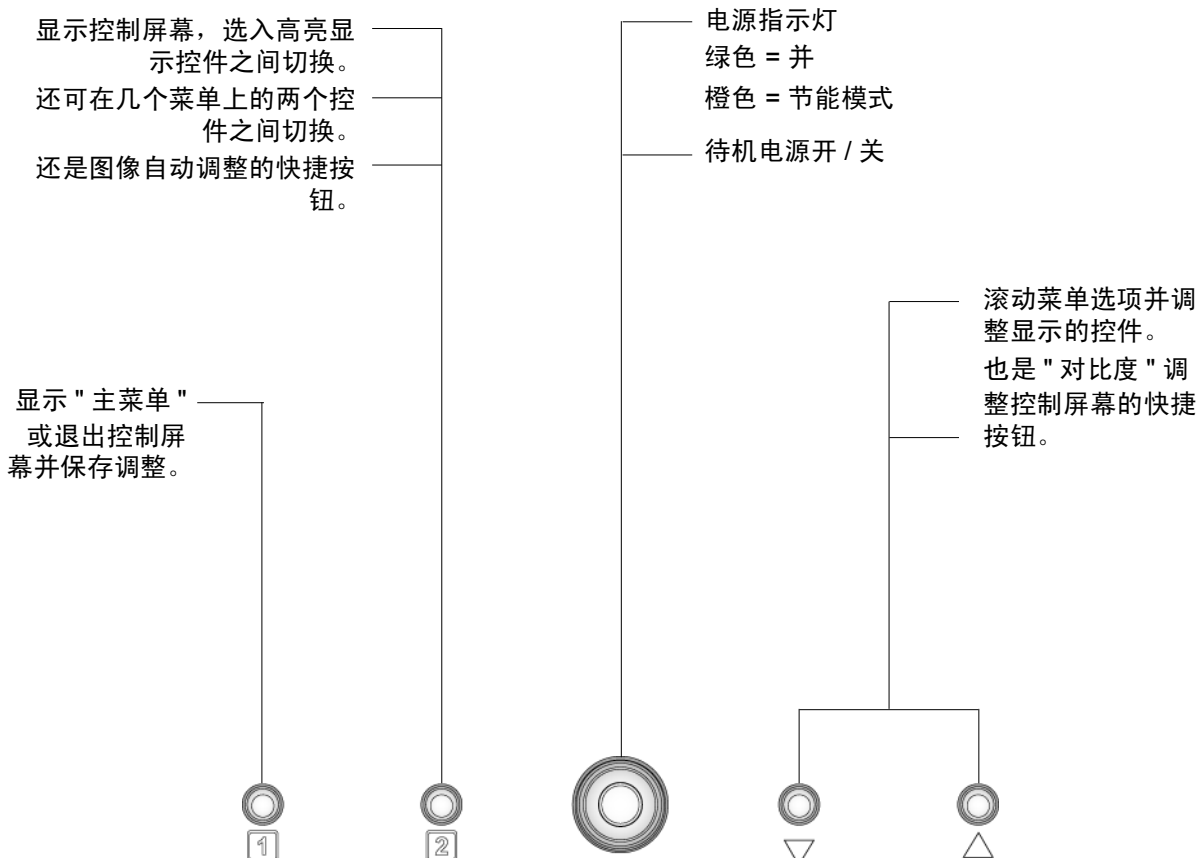 显示控制屏幕，选入高亮显
示控件之间切换。
还可在几个菜单上的两个控
件之间切换。
还是图像自动调整的快捷按
钮。
电源指示灯
绿色 = 并
橙色 = 节能模式
待机电源开 / 关
滚动菜单选项并调
整显示的控件。
也是 " 对比度 " 调
整控制屏幕的快捷
按钮。
显示 " 主菜单 "
或退出控制屏
幕并保存调整。
1
2